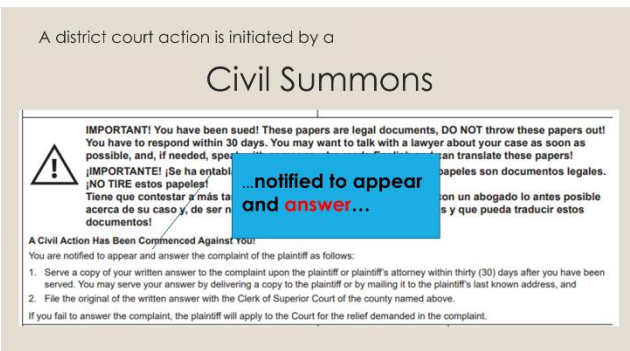 A district court action is initiated by a
Civil Summons
IMPORTANT! You have been sued! These papers are legal documents, DO NOT throw these papers out!
You have to respond within 30 days. You may want to talk with a lawyer about your case as soon as
possible, and, if needed, can translate these papers!
¡IMPORTANTE! ¡Se ha papeles son documentos legales.
¡NO TIRE estos papeles!
Tiene que contestar a más con un abogado lo antes posible
acerca de su caso y, de ser y que pueda traducir estos
documentos!
...notified to appear
and answer...
A Civil Action Has Been Commenced Against You!
You are notified to appear and answer the complaint of the plaintiff as follows:
1. Serve a copy of your written answer to the complaint upon the plaintiff or plaintiff's attorney within thirty (30) days after you have been
served. You may serve your answer by delivering a copy to the plaintiff or by mailing it to the plaintiff's last known address, and
2. File the original of the written answer with the Clerk of Superior Court of the county named above.
If you fail to answer the complaint, the plaintiff will apply to the Court for the relief demanded in the complaint.